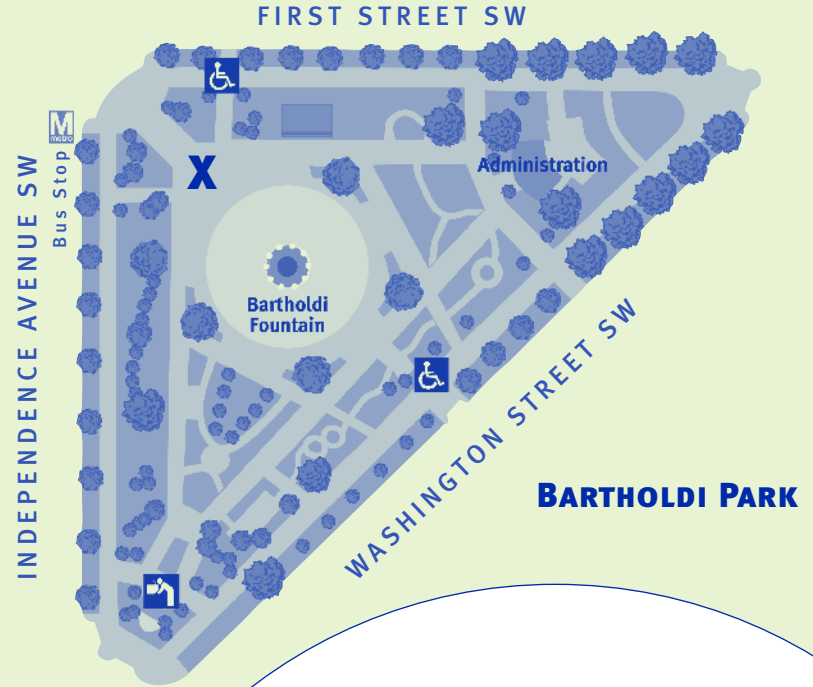 FIRST STREET SW
M
metro
Bus Stop
INDEPENDENCE AVENUE SW
X
Administration
Bartholdi
Fountain
WASHINGTON STREET SW
BARTHOLDI PARK